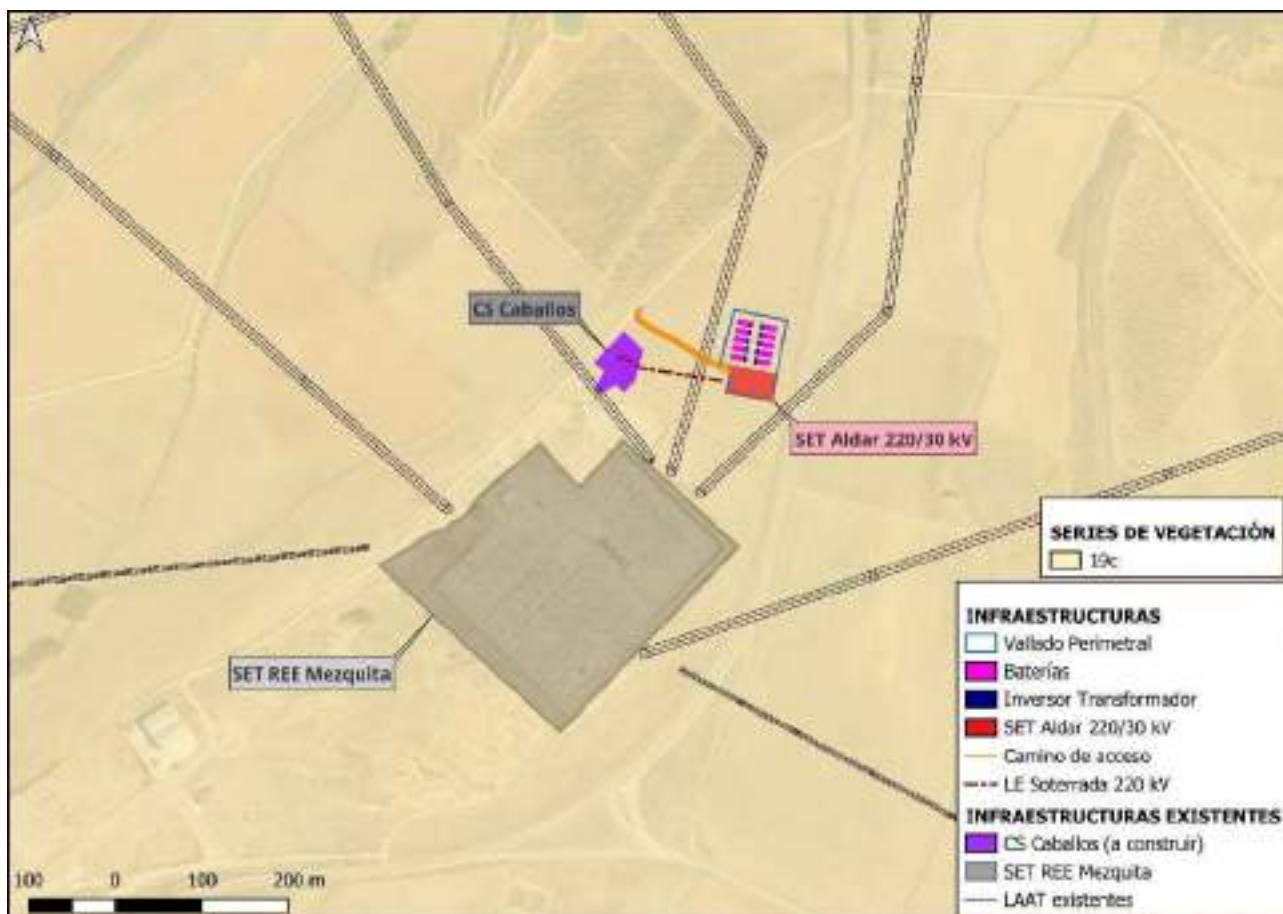 CS Caballos
SET Aldar 220/30 kV
SET REE Mezquita
SERIES DE VEGETACIÓN
19c
INFRAESTRUCTURAS
Vallado Perimetral
Baterías
Inversor Transformador
SET Aldar 220/30 kV
Camino de acceso
LE Soterrada 220 kV
INFRAESTRUCTURAS EXISTENTES
CS Caballos (a construir)
SET REE Mezquita
LAAT existentes
100 0 100 200 m